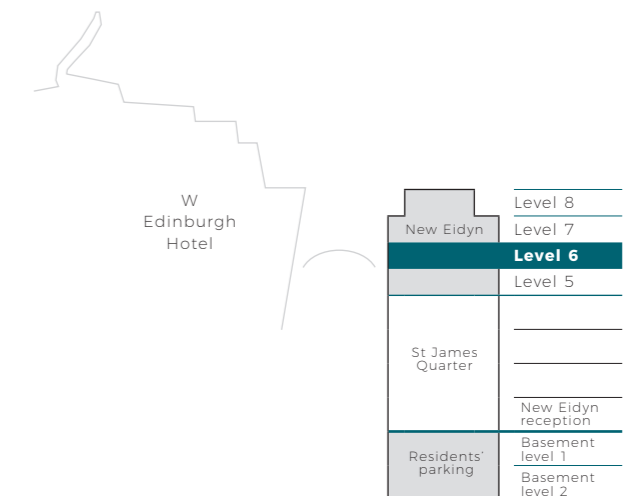 W
Edinburgh
Hotel
Level 8
New Eidyn
Level 7
Level 6
Level 5
St James
Quarter
New Eidyn
reception
Residents'
parking
Basement
level 1
Basement
level 2